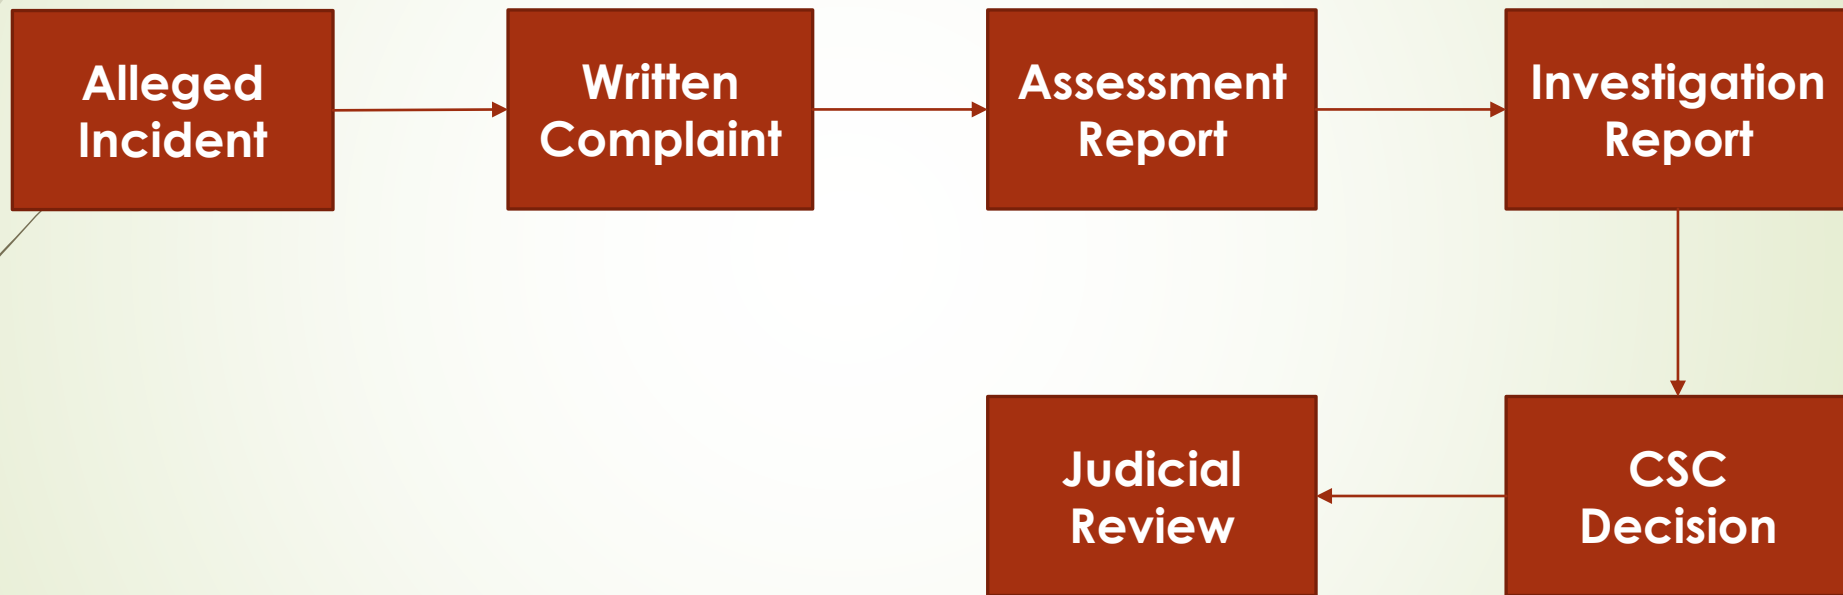 Alleged
Incident
Written
Complaint
Assessment
Report
Investigation
Report
Judicial
Review
CSC
Decision